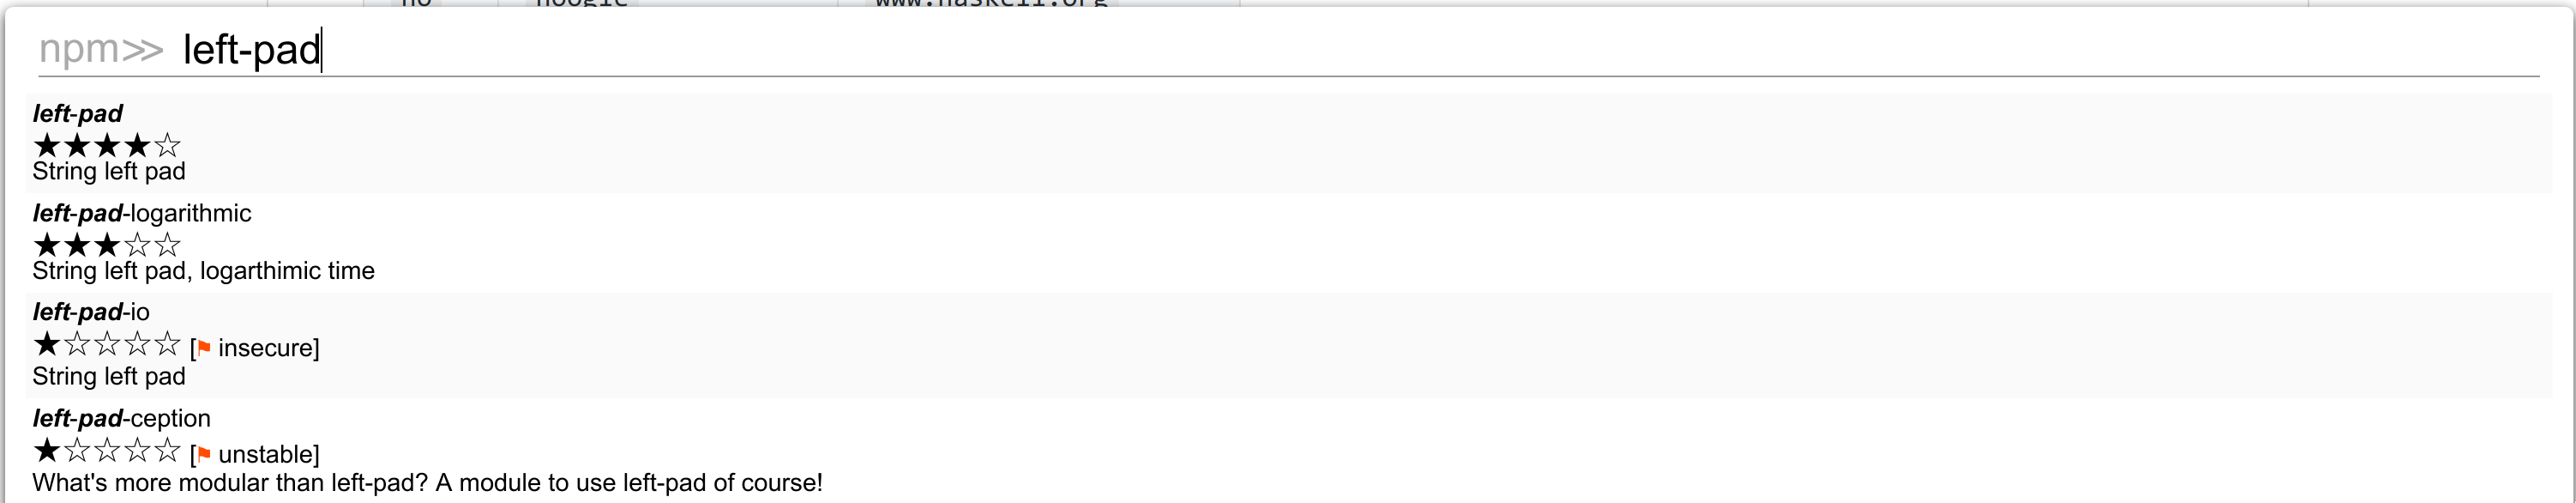 no hoogle www.haskell.org
npm≫ left-pad
left-pad
★★★★☆
String left pad
left-pad-logarithmic
★★★☆☆
String left pad, logarthimic time
left-pad-io
★☆☆☆☆ [⚑ insecure]
String left pad
left-pad-ception
★☆☆☆☆ [⚑ unstable]
What's more modular than left-pad? A module to use left-pad of course!